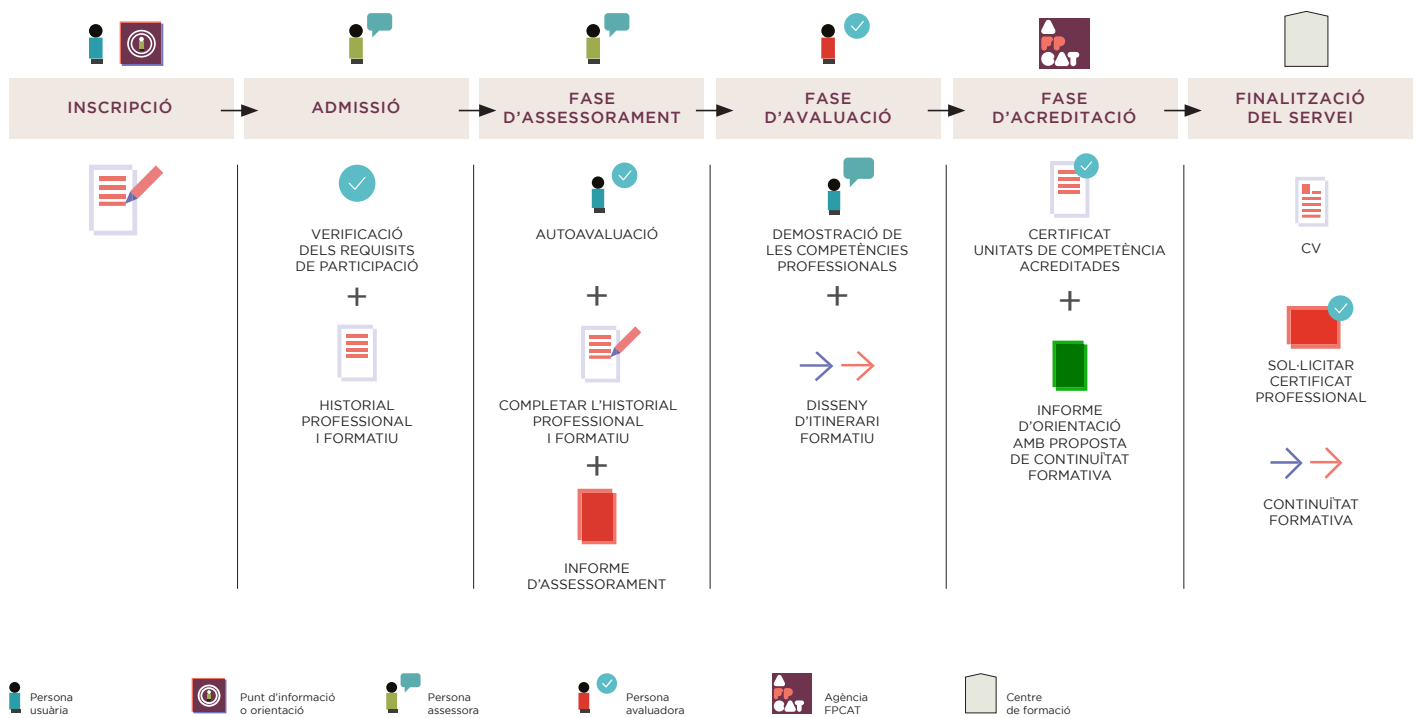 INSCRIPCIÓ
ADMISSIÓ
FASE
D'ASSESSORAMENT
FASE
D'AVALUACIÓ
A
FP
CAT
FASE
D'ACREDITACIÓ
FINALITZACIÓ
DEL SERVEI
VERIFICACIÓ
DELS REQUISITS
DE PARTICIPACIÓ
+
HISTORIAL
PROFESSIONAL
I FORMATIU
AUTOAVALUACIÓ
+
COMPLETAR L'HISTORIAL
PROFESSIONAL
I FORMATIU
+
INFORME
D'ASSESSORAMENT
DEMOSTRACIÓ DE
LES COMPETÈNCIES
PROFESSIONALS
+
DISSENY
D'ITINERARI
FORMATIU
CERTIFICAT
UNITATS DE COMPETÈNCIA
ACREDITADES
+
INFORME
D'ORIENTACIÓ
AMB PROPOSTA
DE CONTINUÏTAT
FORMATIVA
CV
SOL·LICITAR
CERTIFICAT
PROFESSIONAL
CONTINUÏTAT
FORMATIVA
Persona
usuària
Punt d'informació
o orientació
Persona
assessora
Persona
avaluadora
A
FP
CAT
Agència
FPCAT
Centre
de formació